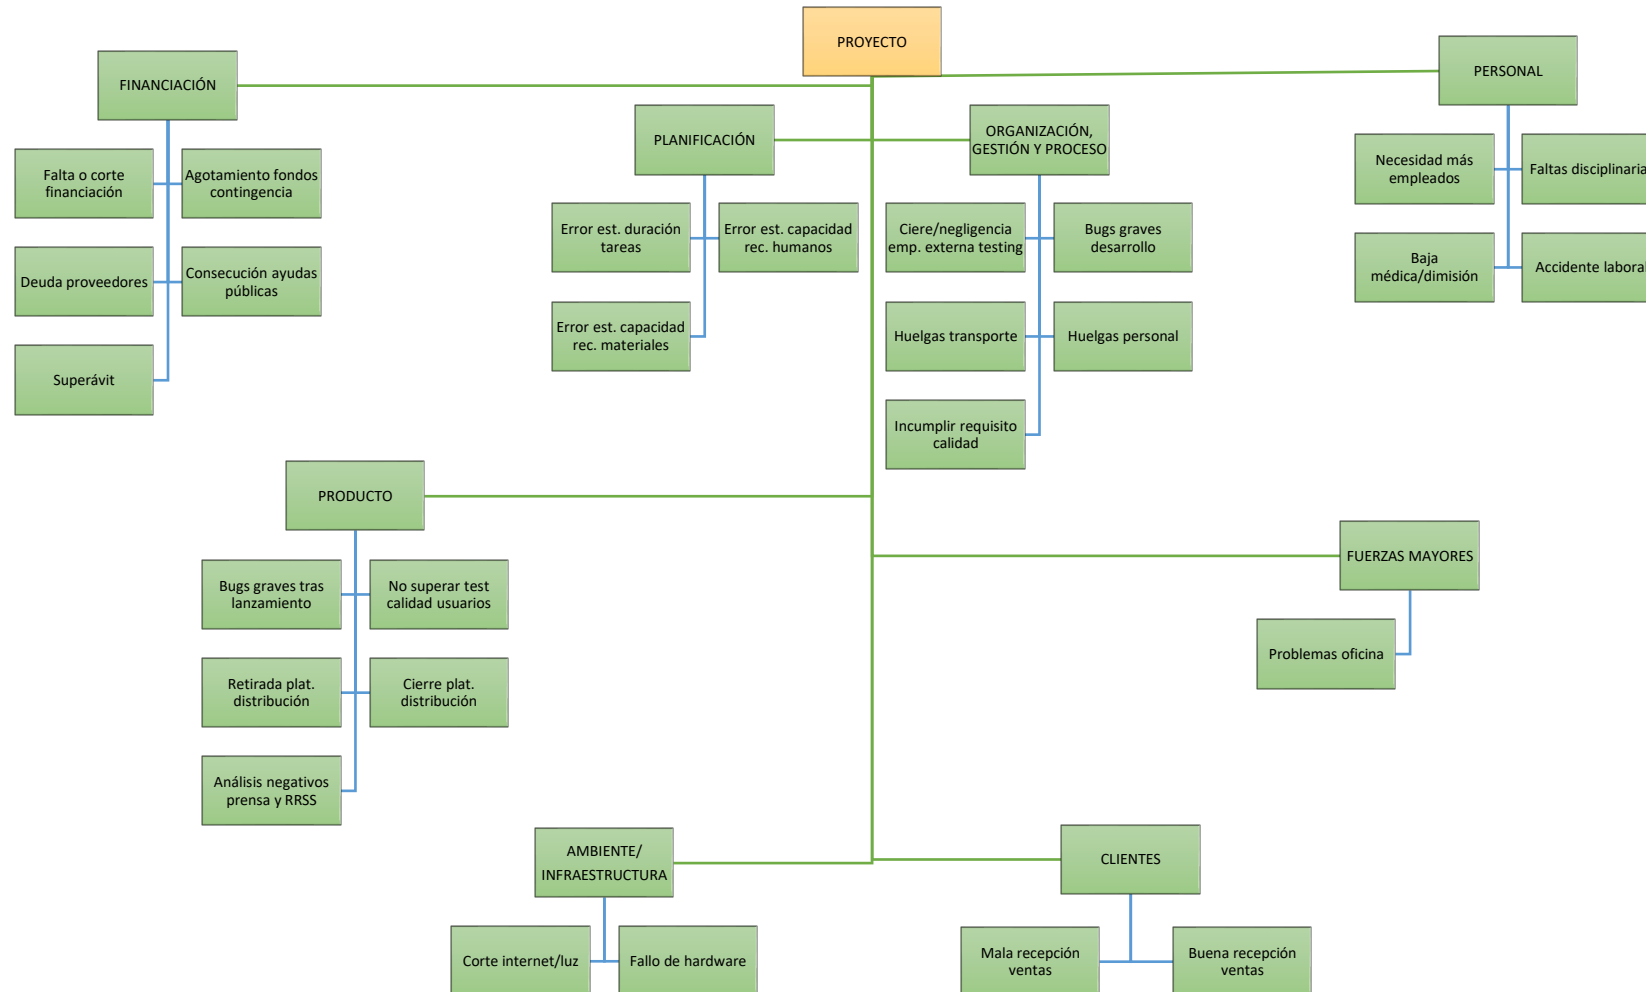 PROYECTO
FINANCIACIÓN
Falta o corte
financiación
Agotamiento fondos
contingencia
Deuda proveedores
Consecución ayudas
públicas
Superávit
PLANIFICACIÓN
Error est. duración
tareas
Error est. capacidad
rec. humanos
Error est. capacidad
rec. materiales
ORGANIZACIÓN,
GESTIÓN Y PROCESO
Ciere/negligencia
emp. externa testing
Bugs graves
desarrollo
Huelgas transporte
Huelgas personal
Incumplir requisito
calidad
PERSONAL
Necesidad más
empleados
Faltas disciplinaria
Baja
médica/dimisión
Accidente laboral
PRODUCTO
Bugs graves tras
lanzamiento
No superar test
calidad usuarios
Retirada plat.
distribución
Cierre plat.
distribución
Análisis negativos
prensa y RRSS
FUERZAS MAYORES
Problemas oficina
AMBIENTE/
INFRAESTRUCTURA
Corte internet/luz
Fallo de hardware
CLIENTES
Mala recepción
ventas
Buena recepción
ventas